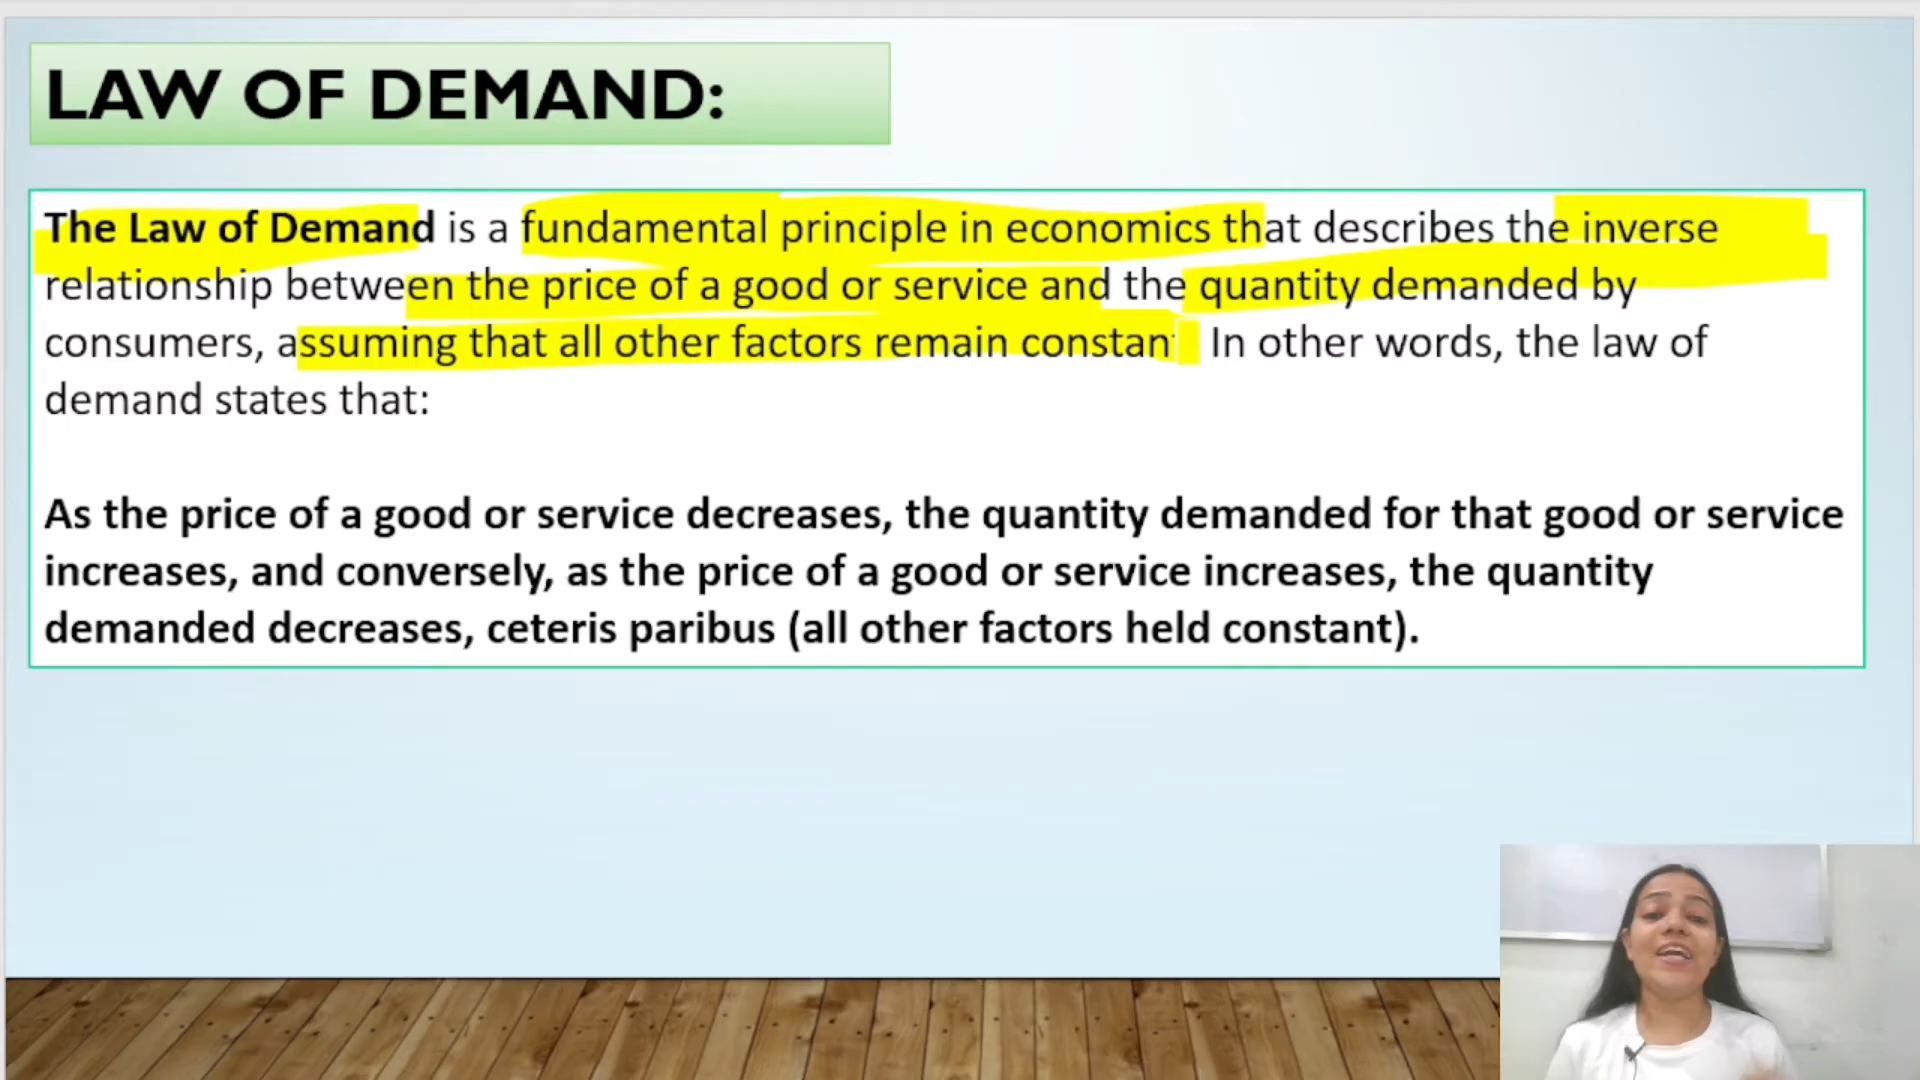 LAW OF DEMAND:
The Law of Demand is a fundamental principle in economics that describes the inverse
relationship between the price of a good or service and the quantity demanded by
consumers, assuming that all other factors remain constant In other words, the law of
demand states that:
As the price of a good or service decreases, the quantity demanded for that good or service
increases, and conversely, as the price of a good or service increases, the quantity
demanded decreases, ceteris paribus (all other factors held constant).